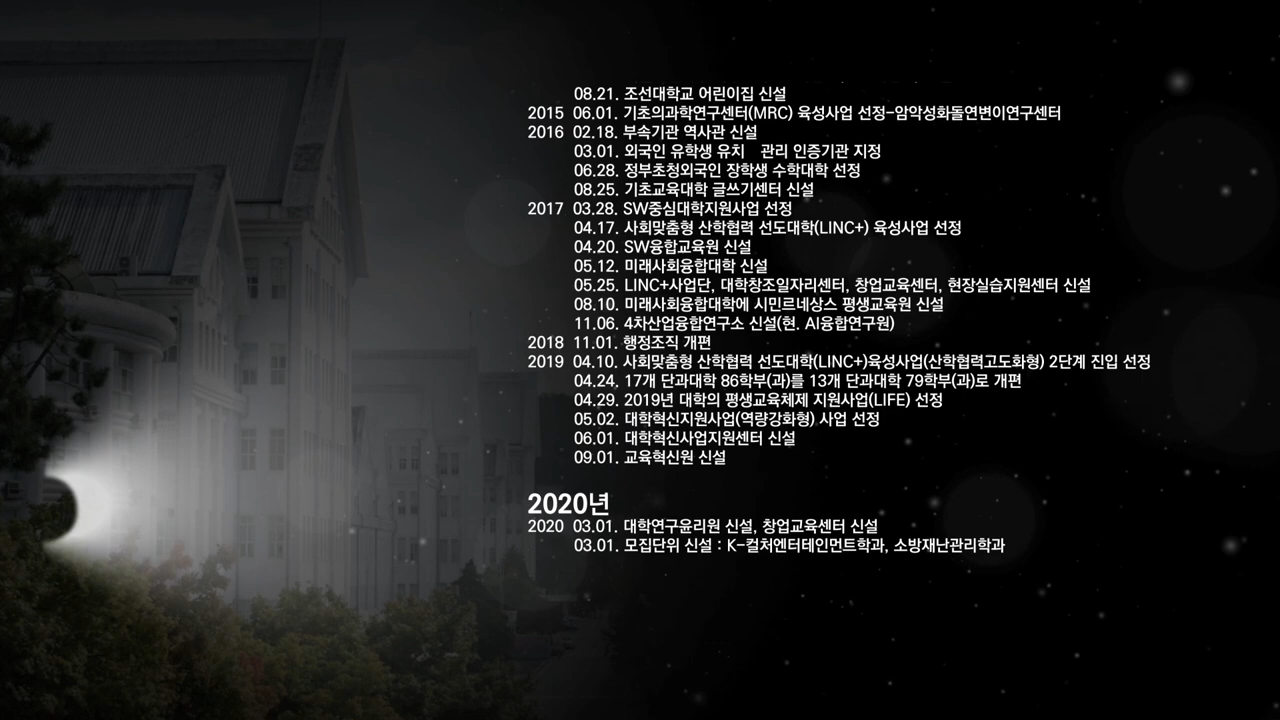 08.21. 조선대학교 어린이집 신설
2015 06.01. 기초의과학연구센터(MRC) 육성사업 선정-암악성화돌연변이연구센터
2016 02.18. 부속기관 역사관 신설
03.01. 외국인 유학생 유치 관리 인증기관 지정
06.28. 정부초청외국인 장학생 수학대학 선정
08.25. 기초교육대학 글쓰기센터 신설
2017 03.28. SW중심대학지원사업 선정
04.17. 사회맞춤형 산학협력 선도대학(LINC+) 육성사업 선정
04.20. SW융합교육원 신설
05.12. 미래사회융합대학 신설
05.25. LINC+사업단, 대학창조일자리센터, 창업교육센터, 현장실습지원센터 신설
08.10. 미래사회융합대학에 시민르네상스 평생교육원 신설
11.06. 4차산업융합연구소 신설(현. AI융합연구원)
2018 11.01. 행정조직 개편
2019 04.10. 사회맞춤형 산학협력 선도대학(LINC+)육성사업(산학협력고도화형) 2단계 진입 선정
04.24. 17개 단과대학 86학부(과)를 13개 단과대학 79학부(과)로 개편
04.29. 2019년 대학의 평생교육체제 지원사업(LIFE) 선정
05.02. 대학혁신지원사업(역량강화형) 사업 선정
06.01. 대학혁신사업지원센터 신설
09.01. 교육혁신원 신설
2020년
2020 03.01. 대학연구윤리원 신설, 창업교육센터 신설
03.01. 모집단위 신설 : K-컬처엔터테인먼트학과, 소방재난관리학과